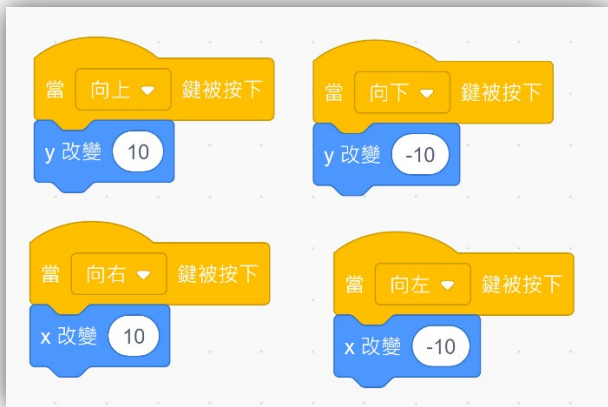 當 向上 鍵被按下
y 改變 10
當 向下 鍵被按下
y 改變 -10
當 向右 鍵被按下
x 改變 10
當 向左 鍵被按下
x 改變 -10